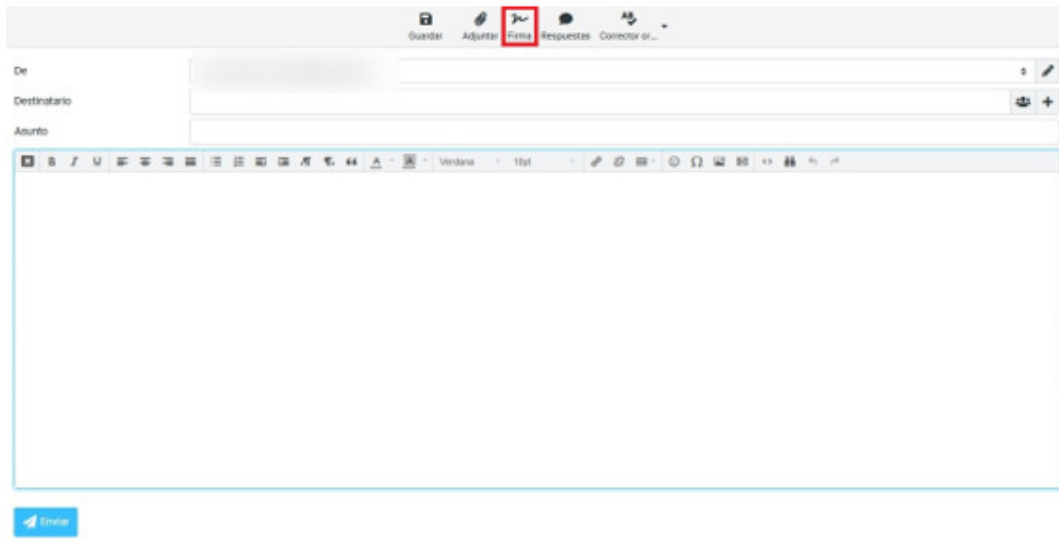 Guardar Adjuntar Firma Respuestas Corrector or...
De
Destinatario
Asunto
B I U Verdana 10pt
Enviar